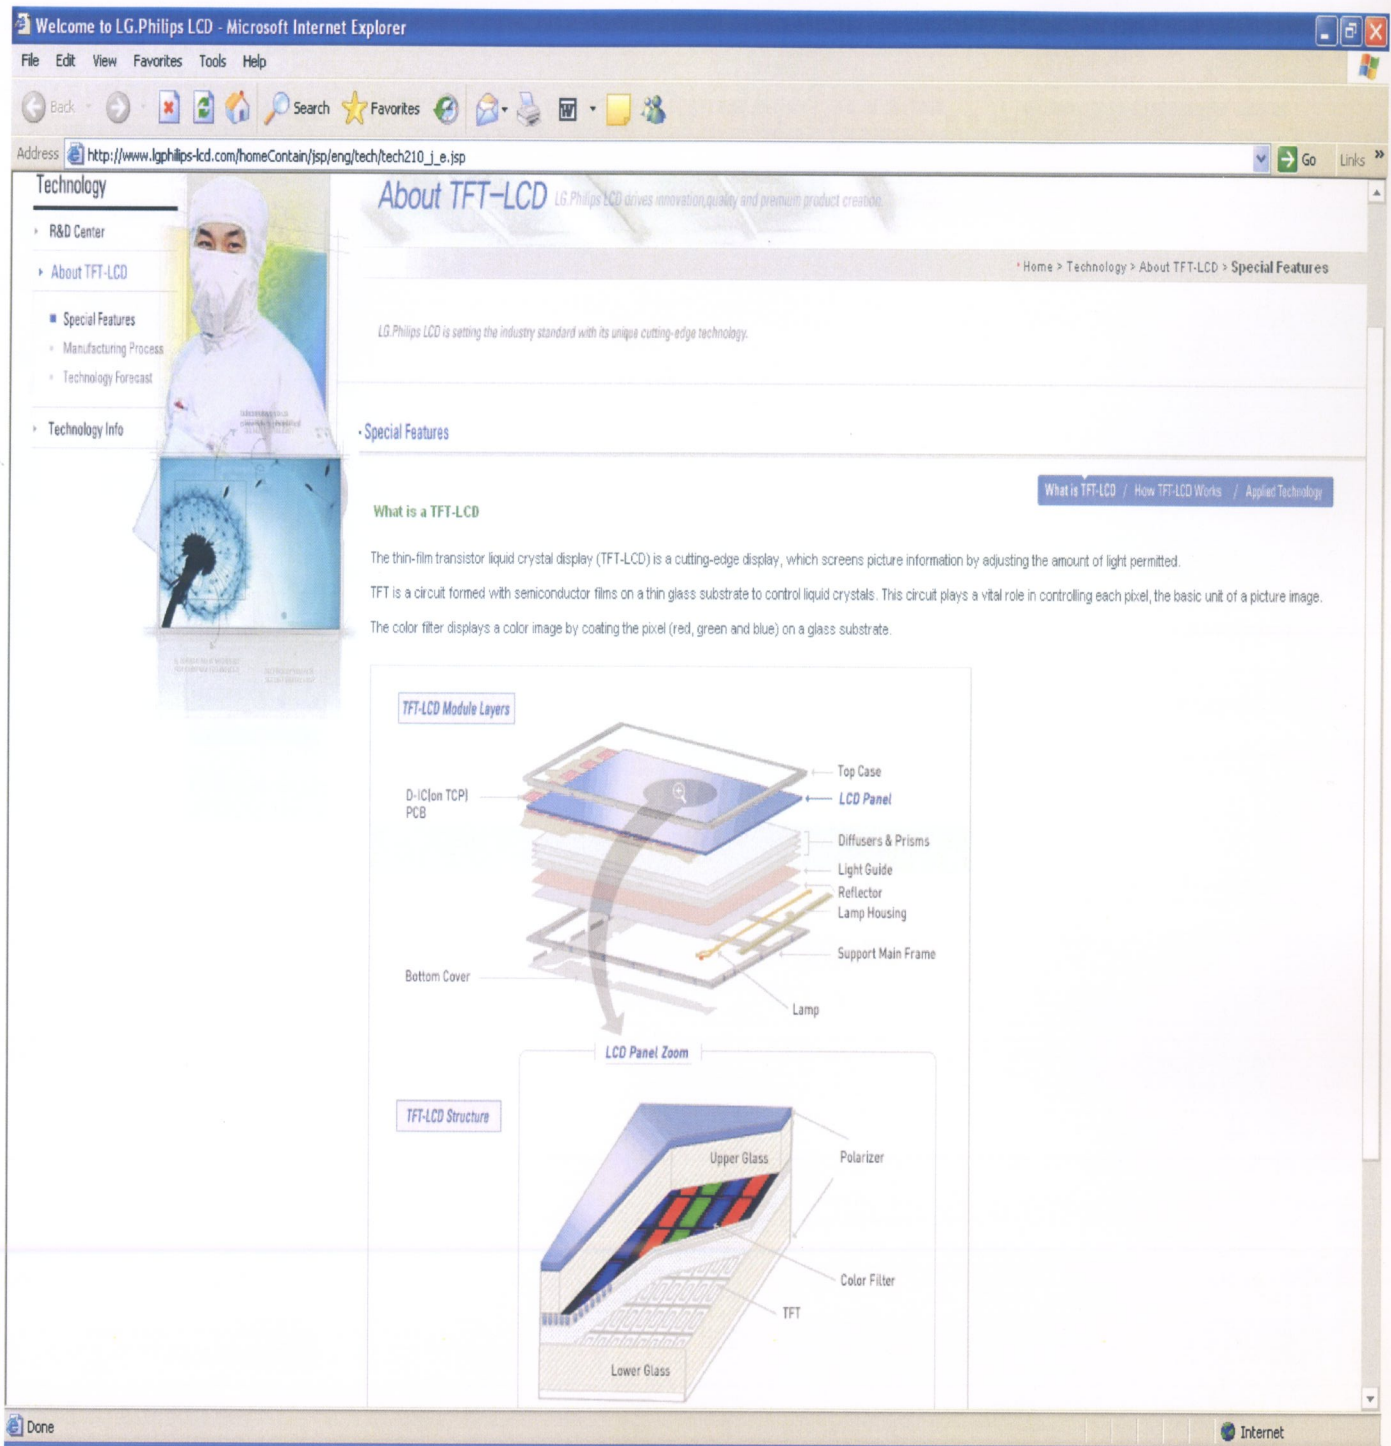 Welcome to LG.Philips LCD - Microsoft Internet Explorer
File Edit View Favorites Tools Help
Back Search Favorites
Address http://www.lgphilips-lcd.com/homeContain/jsp/eng/tech/tech210_j_e.jsp Go Links »
Technology
R&D Center
About TFT-LCD
Special Features
Manufacturing Process
Technology Forecast
Technology Info
About TFT-LCD LG.Philips LCD drives innovation,quality and premium product creation.
Home > Technology > About TFT-LCD > Special Features
LG.Philips LCD is setting the industry standard with its unique cutting-edge technology.
Special Features
What is TFT-LCD / How TFT-LCD Works / Applied Technology
What is a TFT-LCD
The thin-film transistor liquid crystal display (TFT-LCD) is a cutting-edge display, which screens picture information by adjusting the amount of light permitted.
TFT is a circuit formed with semiconductor films on a thin glass substrate to control liquid crystals. This circuit plays a vital role in controlling each pixel, the basic unit of a picture image.
The color filter displays a color image by coating the pixel (red, green and blue) on a glass substrate.
TFT-LCD Module Layers
Top Case
D-IC(on TCP)
PCB
LCD Panel
Diffusers & Prisms
Light Guide
Reflector
Lamp Housing
Support Main Frame
Bottom Cover
Lamp
LCD Panel Zoom
TFT-LCD Structure
Upper Glass
Polarizer
Color Filter
TFT
Lower Glass
Done
Internet